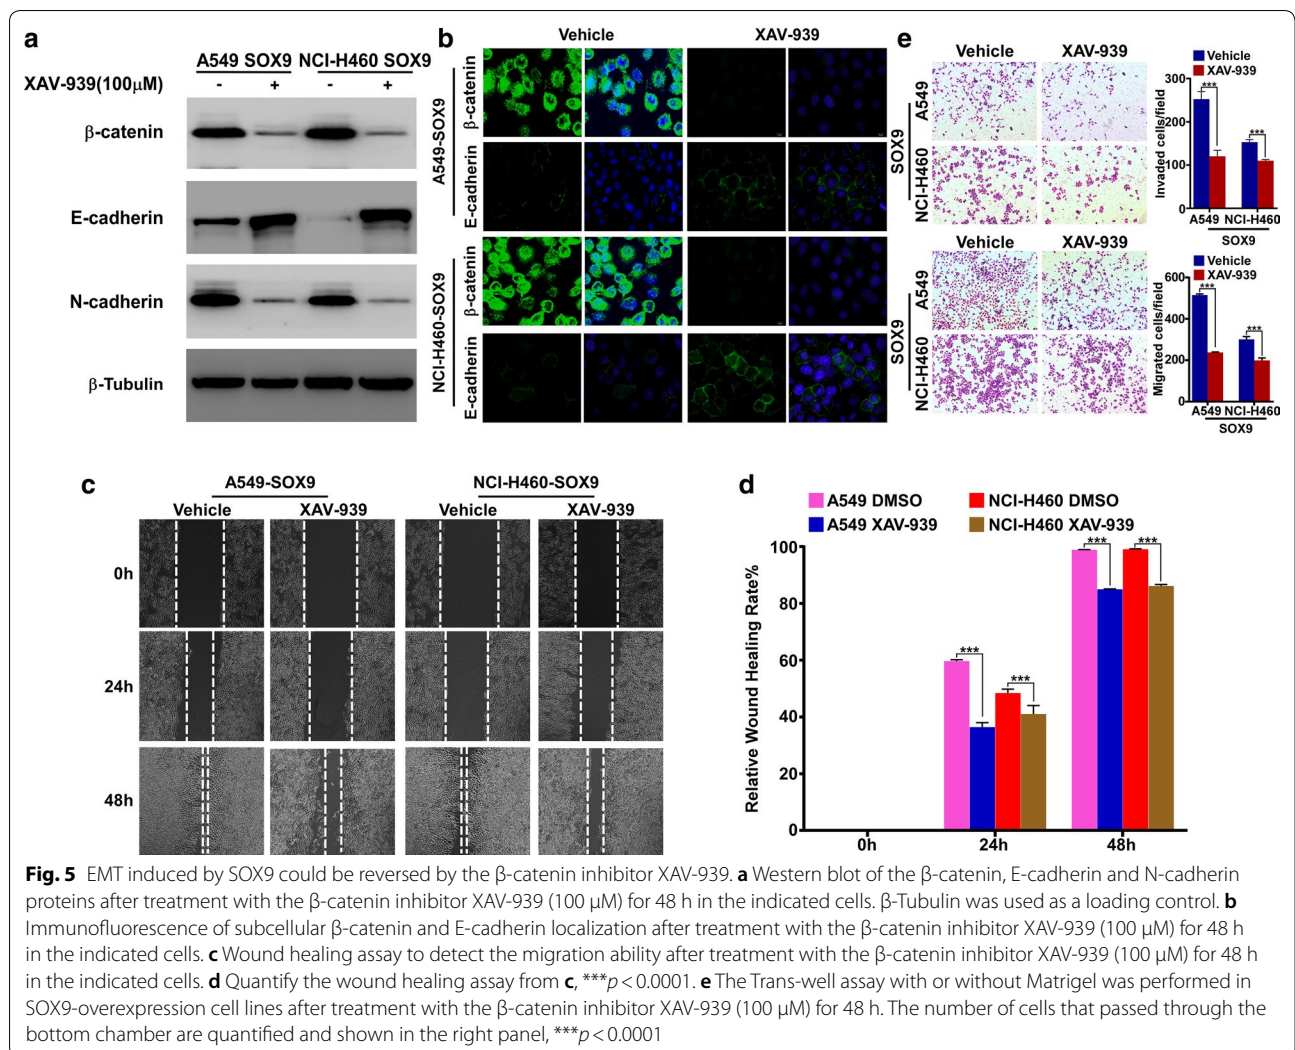 a
A549 SOX9 NCI-H460 SOX9
XAV-939(100μM) - + - +
β-catenin
E-cadherin
N-cadherin
β-Tubulin
b
Vehicle XAV-939
A549-SOX9
β-catenin
E-cadherin
NCI-H460-SOX9
β-catenin
E-cadherin
e
Vehicle XAV-939
SOX9
A549
NCI-H460
Vehicle
XAV-939
Invaded cells/field
300
200
100
0
***
***
A549 NCI-H460
SOX9
Vehicle XAV-939
SOX9
A549
NCI-H460
Vehicle
XAV-939
Migrated cells/field
600
400
200
0
***
***
A549 NCI-H460
SOX9
c
A549-SOX9 NCI-H460-SOX9
Vehicle XAV-939 Vehicle XAV-939
0h
24h
48h
d
A549 DMSO NCI-H460 DMSO
A549 XAV-939 NCI-H460 XAV-939
Relative Wound Healing Rate%
100
80
60
40
20
0
*** ***
*** ***
0h 24h 48h
Fig. 5 EMT induced by SOX9 could be reversed by the β-catenin inhibitor XAV-939. a Western blot of the β-catenin, E-cadherin and N-cadherin
proteins after treatment with the β-catenin inhibitor XAV-939 (100 μM) for 48 h in the indicated cells. β-Tubulin was used as a loading control. b
Immunofluorescence of subcellular β-catenin and E-cadherin localization after treatment with the β-catenin inhibitor XAV-939 (100 μM) for 48 h
in the indicated cells. c Wound healing assay to detect the migration ability after treatment with the β-catenin inhibitor XAV-939 (100 μM) for 48 h
in the indicated cells. d Quantify the wound healing assay from c, ***p < 0.0001. e The Trans-well assay with or without Matrigel was performed in
SOX9-overexpression cell lines after treatment with the β-catenin inhibitor XAV-939 (100 μM) for 48 h. The number of cells that passed through the
bottom chamber are quantified and shown in the right panel, ***p < 0.0001